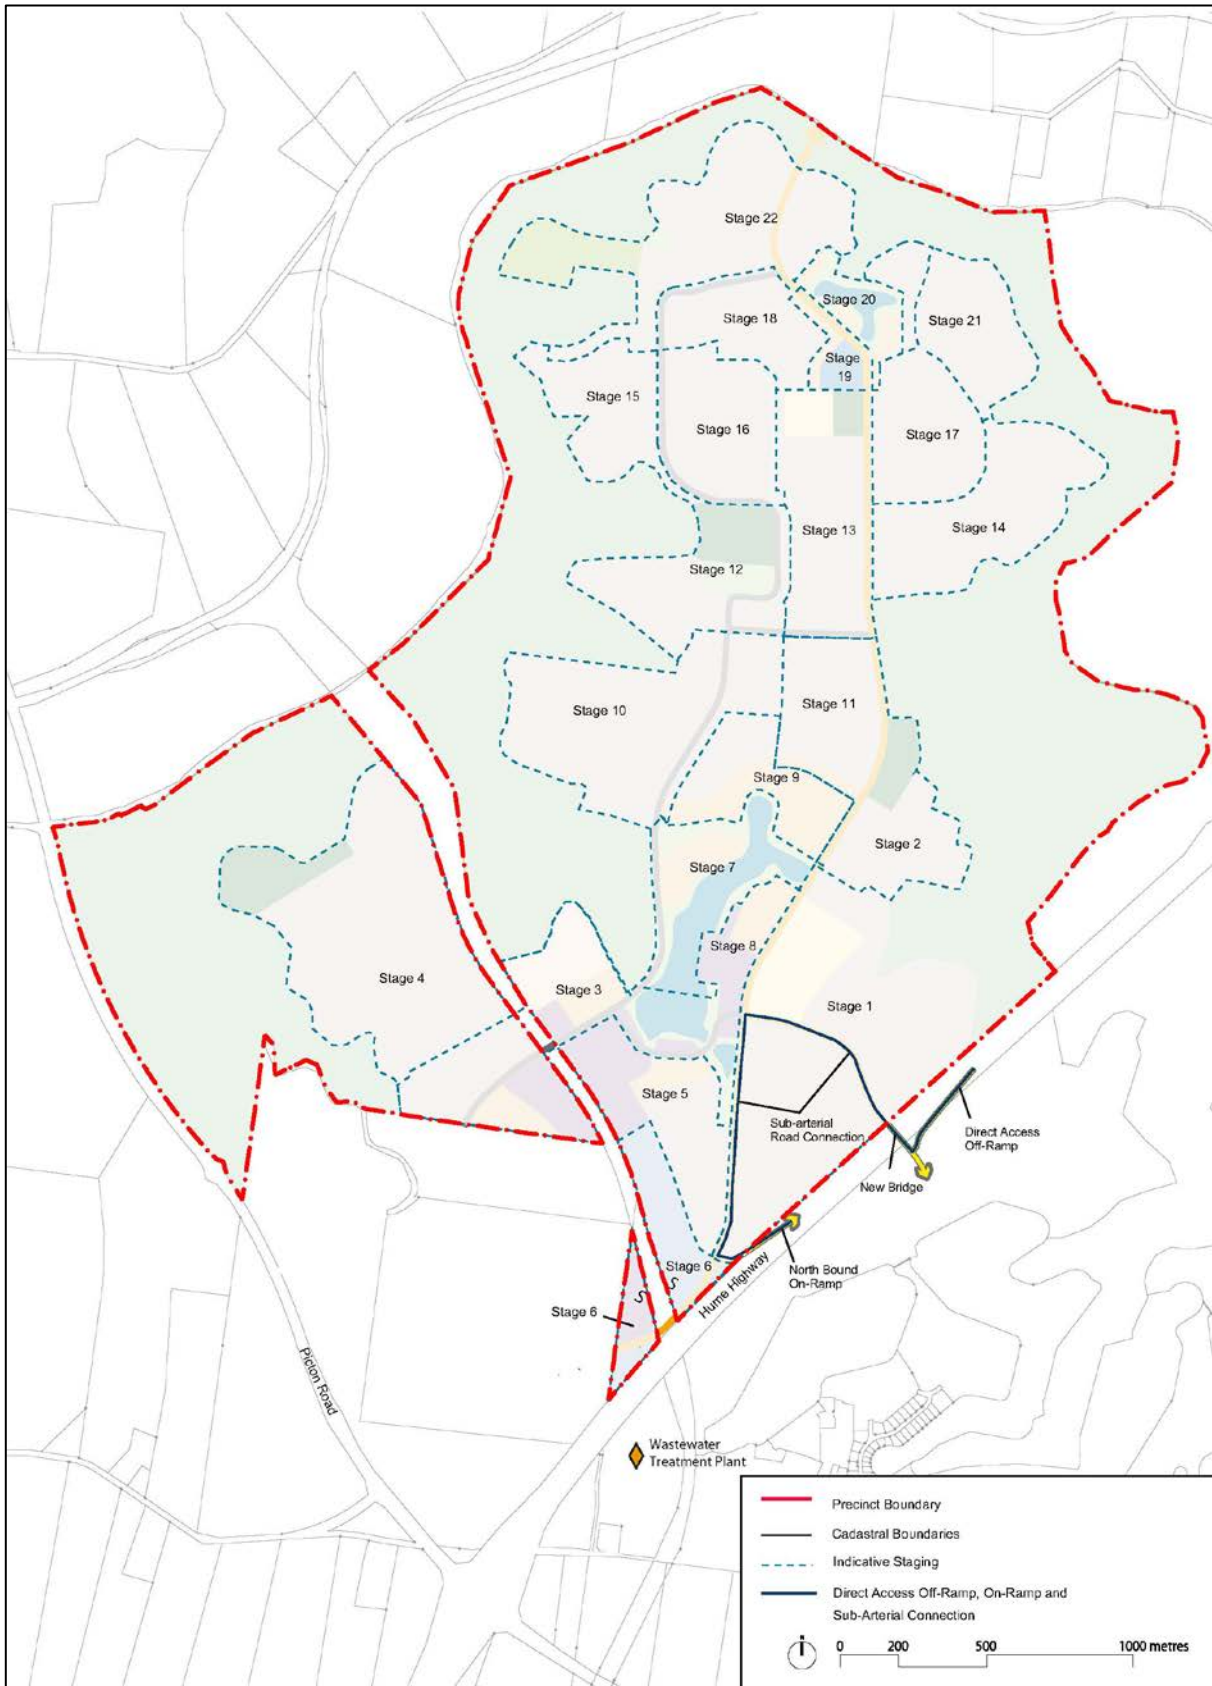 Stage 22
Stage 20
Stage 18
Stage 21
Stage
19
Stage 15
Stage 16
Stage 17
Stage 13
Stage 14
Stage 12
Stage 11
Stage 10
Stage 9
Stage 2
Stage 7
Stage 8
Stage 4
Stage 3
Stage 1
Stage 5
Sub-arterial
Road Connection
Direct Access
Off-Ramp
New Bridge
Stage 6
North Bound
On-Ramp
Hume Highway
Stage 6
S
S
Picton Road
Wastewater
Treatment Plant
Precinct Boundary
Cadastral Boundaries
Indicative Staging
Direct Access Off-Ramp, On-Ramp and
Sub-Arterial Connection
0 200 500 1000 metres